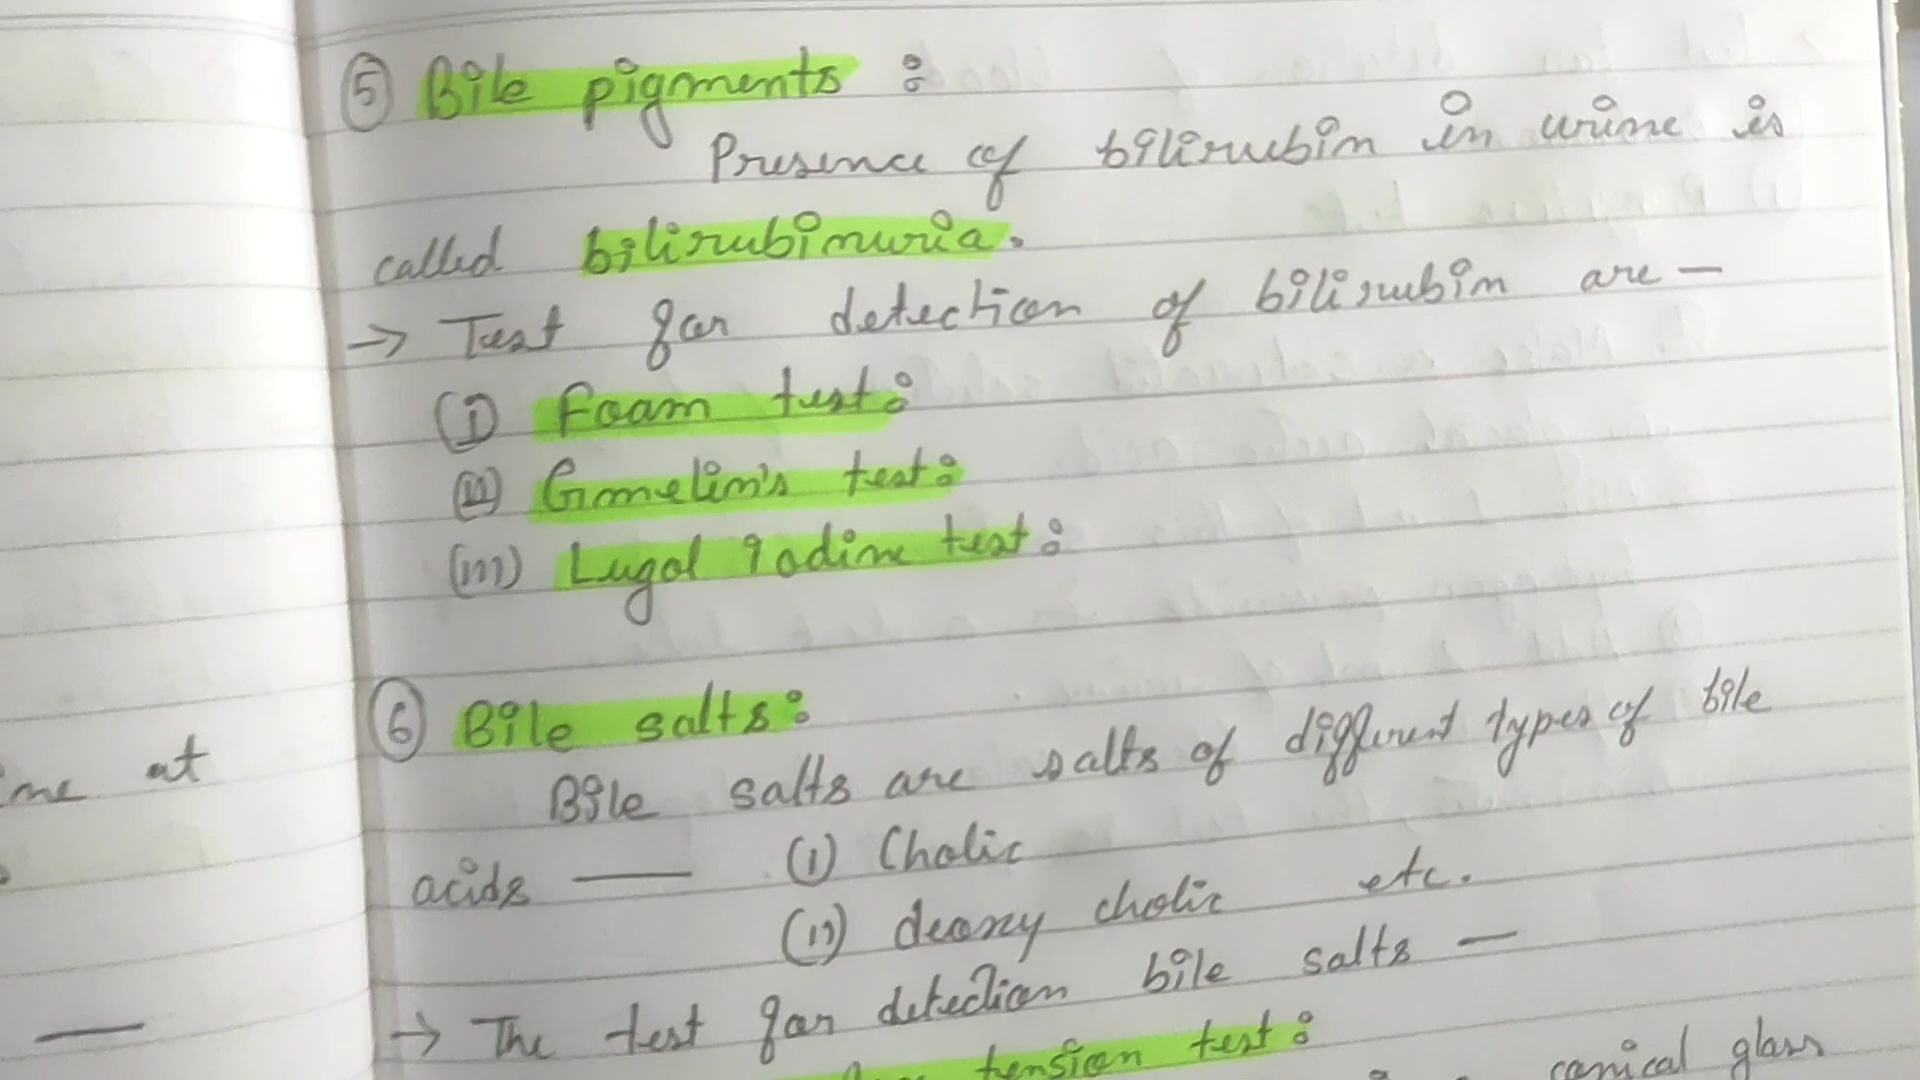 ⑤ Bile pigments :
Presence of bilirubin in urine is
called bilirubinuria.
→ Test for detection of bilirubin are —
(I) Foam test:
(II) Gmelin's test:
(III) Lugol iodine test:
⑥ Bile salts:
Bile salts are salts of different types of bile
acids — (I) Cholic
(II) deoxy cholic etc.
→ The test for detection bile salts —
tension test:
conical glass
at